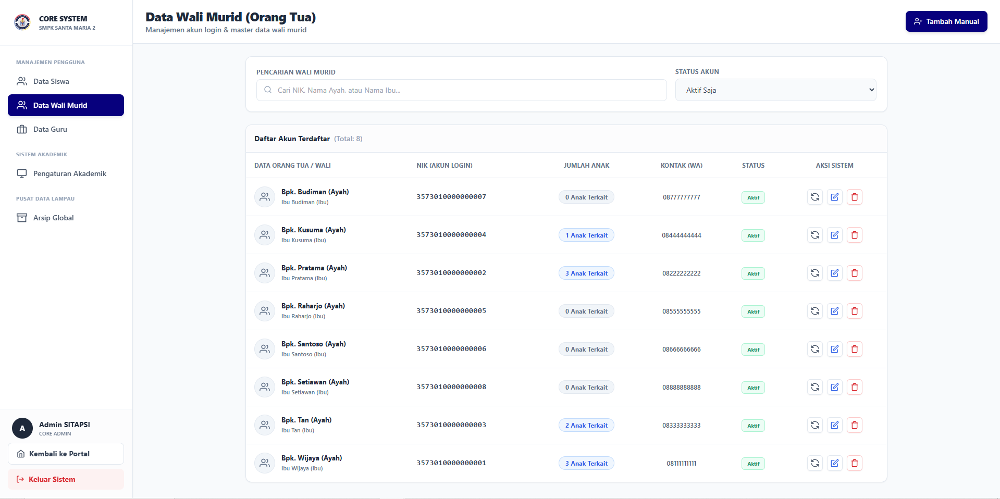 CORE SYSTEM
SMPK SANTA MARIA 2
MANAJEMEN PENGGUNA
Data Siswa
Data Wali Murid
Data Guru
SISTEM AKADEMIK
Pengaturan Akademik
PUSAT DATA LAMPAU
Arsip Global
A
Admin SITAPSI
CORE ADMIN
Kembali ke Portal
Keluar Sistem
Data Wali Murid (Orang Tua)
Manajemen akun login & master data wali murid
Tambah Manual
PENCARIAN WALI MURID
Cari NIK, Nama Ayah, atau Nama Ibu...
STATUS AKUN
Aktif Saja
Daftar Akun Terdaftar (Total: 8)
DATA ORANG TUA / WALI NIK (AKUN LOGIN) JUMLAH ANAK KONTAK (WA) STATUS AKSI SISTEM
Bpk. Budiman (Ayah) 3573010000000007 0 Anak Terkait 08777777777 Aktif
Ibu Budiman (Ibu)
Bpk. Kusuma (Ayah) 3573010000000004 1 Anak Terkait 08444444444 Aktif
Ibu Kusuma (Ibu)
Bpk. Pratama (Ayah) 3573010000000002 3 Anak Terkait 08222222222 Aktif
Ibu Pratama (Ibu)
Bpk. Raharjo (Ayah) 3573010000000005 0 Anak Terkait 08555555555 Aktif
Ibu Raharjo (Ibu)
Bpk. Santoso (Ayah) 3573010000000006 0 Anak Terkait 08666666666 Aktif
Ibu Santoso (Ibu)
Bpk. Setiawan (Ayah) 3573010000000008 0 Anak Terkait 08888888888 Aktif
Ibu Setiawan (Ibu)
Bpk. Tan (Ayah) 3573010000000003 2 Anak Terkait 08333333333 Aktif
Ibu Tan (Ibu)
Bpk. Wijaya (Ayah) 3573010000000001 3 Anak Terkait 08111111111 Aktif
Ibu Wijaya (Ibu)